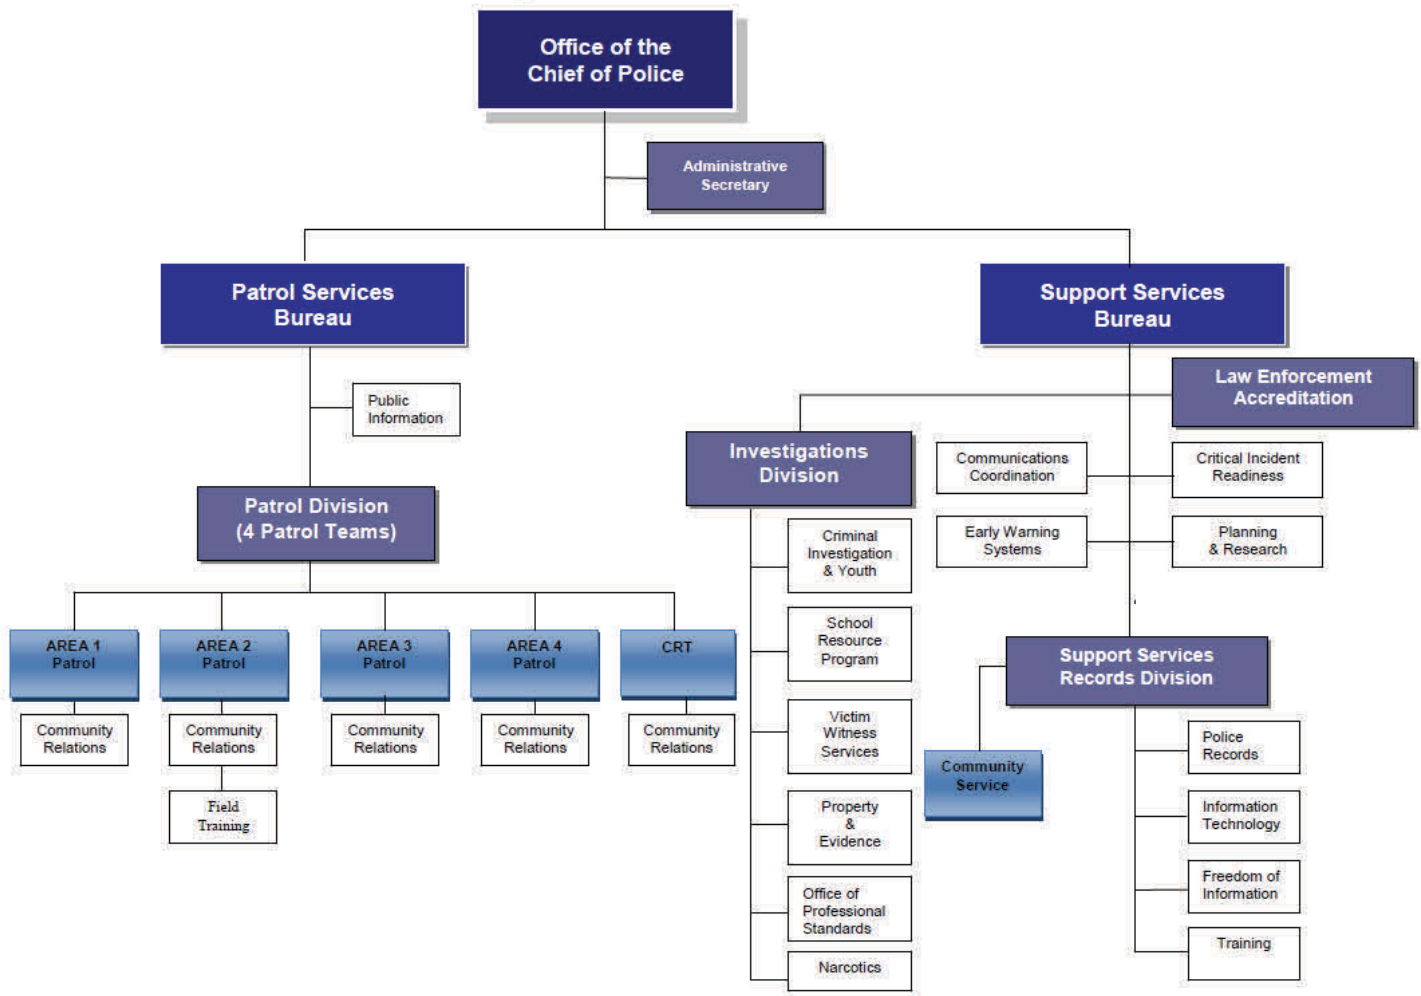 Office of the
Chief of Police
Administrative
Secretary
Patrol Services
Bureau
Support Services
Bureau
Public
Information
Law Enforcement
Accreditation
Investigations
Division
Communications
Coordination
Critical Incident
Readiness
Patrol Division
(4 Patrol Teams)
Early Warning
Systems
Planning
& Research
Criminal
Investigation
& Youth
School
Resource
Program
Victim
Witness
Services
Property
&
Evidence
Office of
Professional
Standards
Narcotics
AREA 1
Patrol
AREA 2
Patrol
AREA 3
Patrol
AREA 4
Patrol
CRT
Community
Relations
Community
Relations
Community
Relations
Community
Relations
Community
Relations
Field
Training
Support Services
Records Division
Community
Service
Police
Records
Information
Technology
Freedom of
Information
Training